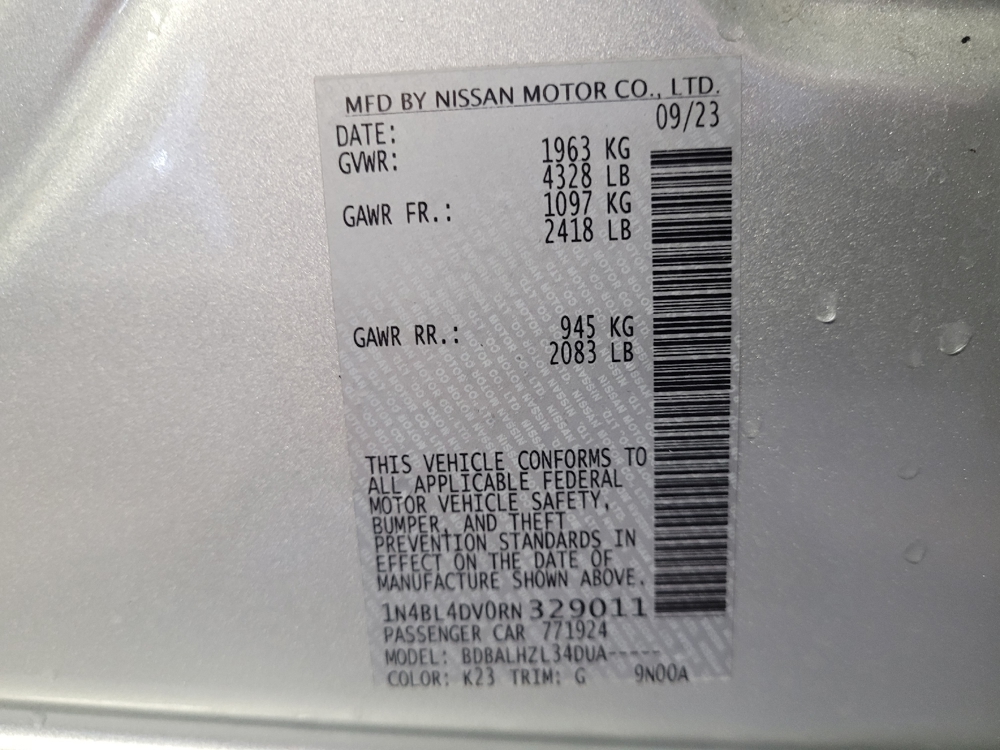 MFD BY NISSAN MOTOR CO., LTD.
DATE: 09/23
GVWR: 1963 KG
4328 LB
GAWR FR.: 1097 KG
2418 LB
GAWR RR.: 945 KG
2083 LB
THIS VEHICLE CONFORMS TO
ALL APPLICABLE FEDERAL
MOTOR VEHICLE SAFETY,
BUMPER, AND THEFT
PREVENTION STANDARDS IN
EFFECT ON THE DATE OF
MANUFACTURE SHOWN ABOVE.
1N4BL4DV0RN 329011
PASSENGER CAR 771924
MODEL: BDBALHZL34DUA-----
COLOR: K23 TRIM: G 9N00A